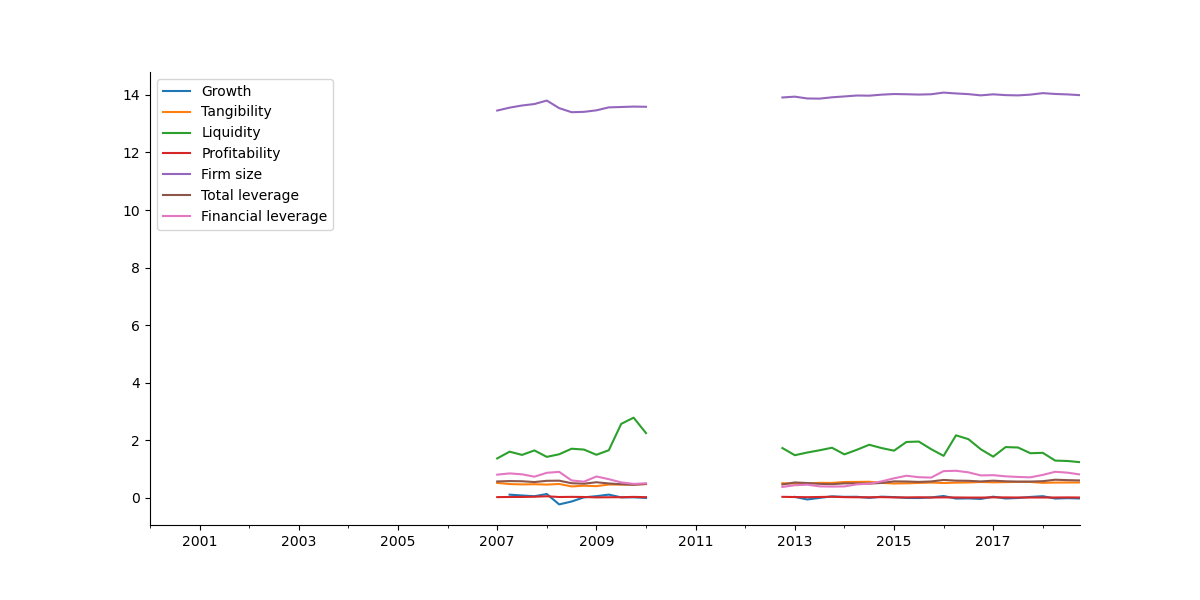 14
12
10
8
6
4
2
0
Growth
Tangibility
Liquidity
Profitability
Firm size
Total leverage
Financial leverage
2001 2003 2005 2007 2009 2011 2013 2015 2017